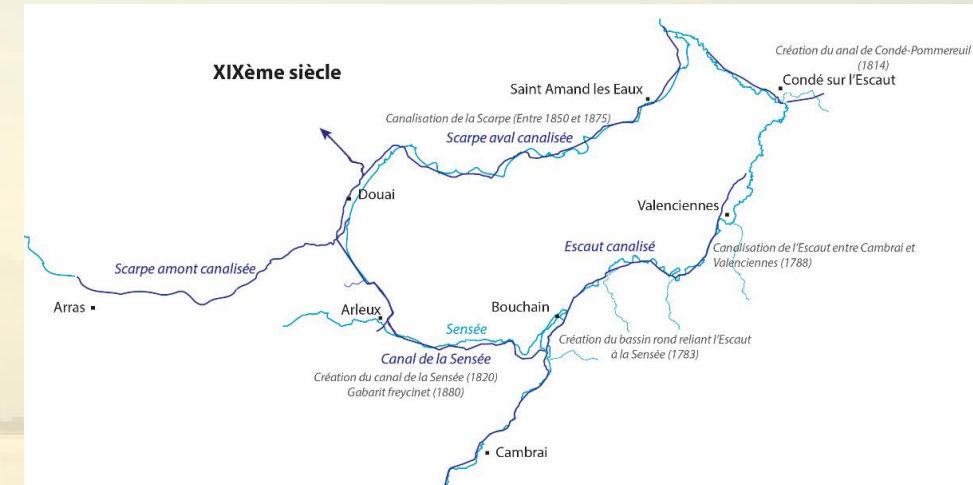 XIXème siècle
Création du anal de Condé-Pommereuil
(1814)
Condé sur l'Escaut
Saint Amand les Eaux
Canalisation de la Scarpe (Entre 1850 et 1875)
Scarpe aval canalisée
Douai
Valenciennes
Escaut canalisé
Canalisation de l'Escaut entre Cambrai et
Valenciennes (1788)
Scarpe amont canalisée
Arras
Arleux
Bouchain
Sensée
Création du bassin rond reliant l'Escaut
à la Sensée (1783)
Canal de la Sensée
Création du canal de la Sensée (1820)
Gabarit freycinet (1880)
Cambrai